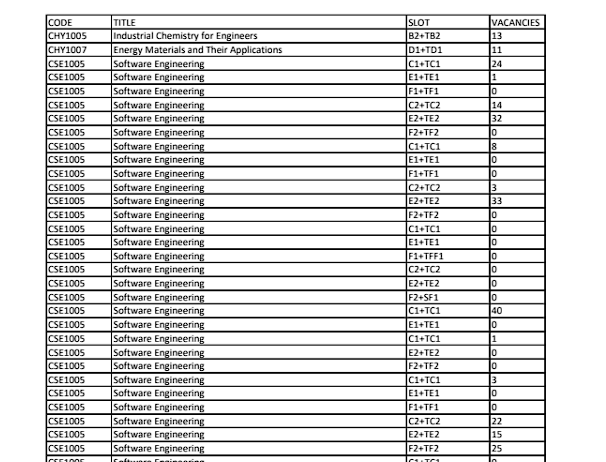 CODE TITLE SLOT VACANCIES
CHY1005 Industrial Chemistry for Engineers B2+TB2 13
CHY1007 Energy Materials and Their Applications D1+TD1 11
CSE1005 Software Engineering C1+TC1 24
CSE1005 Software Engineering E1+TE1 1
CSE1005 Software Engineering F1+TF1 0
CSE1005 Software Engineering C2+TC2 14
CSE1005 Software Engineering E2+TE2 32
CSE1005 Software Engineering F2+TF2 0
CSE1005 Software Engineering C1+TC1 8
CSE1005 Software Engineering E1+TE1 0
CSE1005 Software Engineering F1+TF1 0
CSE1005 Software Engineering C2+TC2 3
CSE1005 Software Engineering E2+TE2 33
CSE1005 Software Engineering F2+TF2 0
CSE1005 Software Engineering C1+TC1 0
CSE1005 Software Engineering E1+TE1 0
CSE1005 Software Engineering F1+TFF1 0
CSE1005 Software Engineering C2+TC2 0
CSE1005 Software Engineering E2+TE2 0
CSE1005 Software Engineering F2+SF1 0
CSE1005 Software Engineering C1+TC1 40
CSE1005 Software Engineering E1+TE1 0
CSE1005 Software Engineering C1+TC1 1
CSE1005 Software Engineering E2+TE2 0
CSE1005 Software Engineering F2+TF2 0
CSE1005 Software Engineering C1+TC1 3
CSE1005 Software Engineering E1+TE1 0
CSE1005 Software Engineering F1+TF1 0
CSE1005 Software Engineering C2+TC2 22
CSE1005 Software Engineering E2+TE2 15
CSE1005 Software Engineering F2+TF2 25
CSE1005 Software Engineering C1+TC1